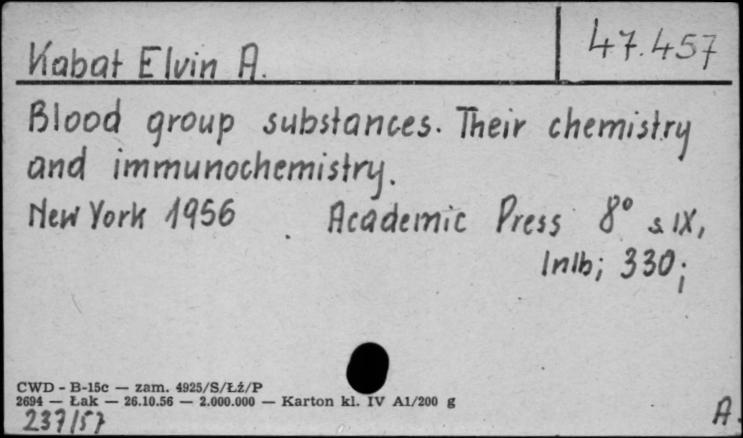 47.457
Kabat Elvin A.
Blood group substances. Their chemistry
and immunochemistry.
New York 1956 Academic Press 8° s. IX,
1nlb; 330;
CWD - B-15c — zam. 4925/S/Łź/P
2694 — Łak — 26.10.56 — 2.000.000 — Karton kl. IV A1/200 g
237/57
A.